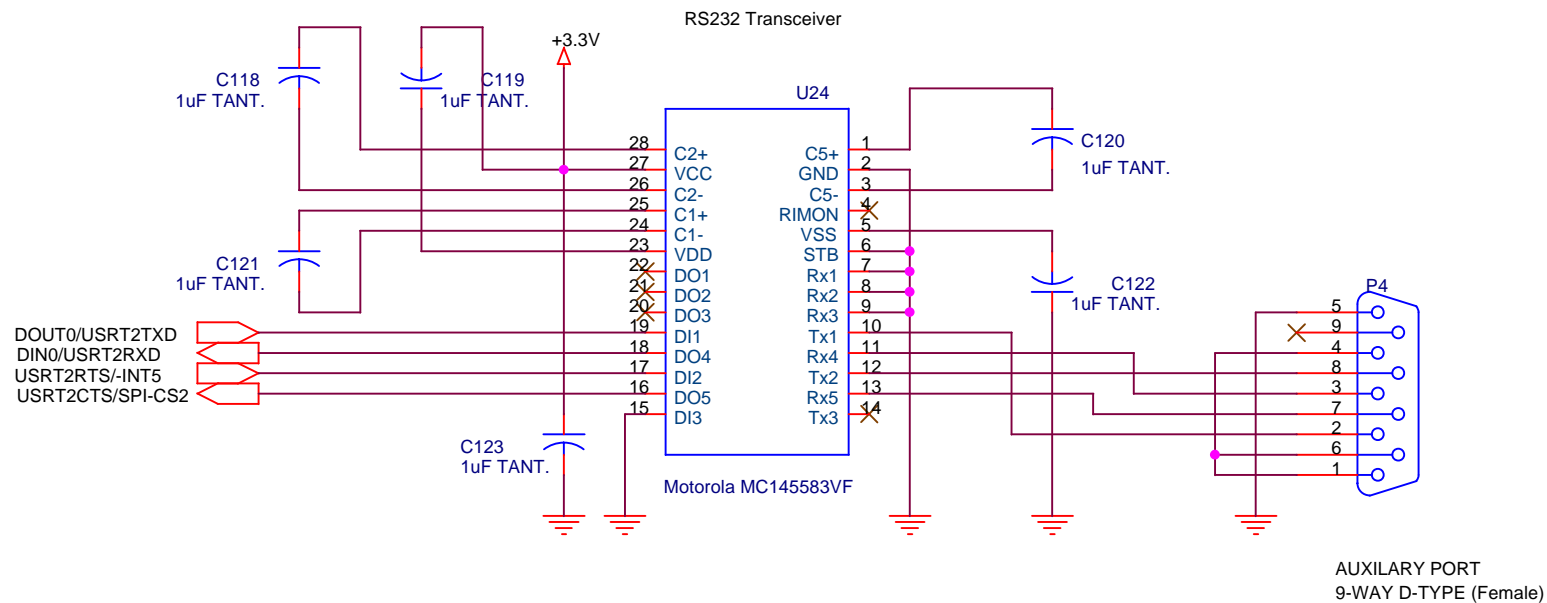 RS232 Transceiver
+3.3V
C118
1uF TANT.
C119
1uF TANT.
U24
C120
1uF TANT.
28
C2+
27
VCC
26
C2-
25
C1+
24
C1-
23
VDD
22
DO1
21
DO2
20
DO3
19
DI1
18
DO4
17
DI2
16
DO5
15
DI3
1
C5+
2
GND
3
C5-
4
RIMON
5
VSS
6
STB
7
Rx1
8
Rx2
9
Rx3
10
Tx1
11
Rx4
12
Tx2
13
Rx5
14
Tx3
C121
1uF TANT.
C122
1uF TANT.
P4
5
9
4
8
3
7
2
6
1
DOUT0/USRT2TXD
DIN0/USRT2RXD
USRT2RTS/-INT5
USRT2CTS/SPI-CS2
C123
1uF TANT.
Motorola MC145583VF
AUXILARY PORT
9-WAY D-TYPE (Female)